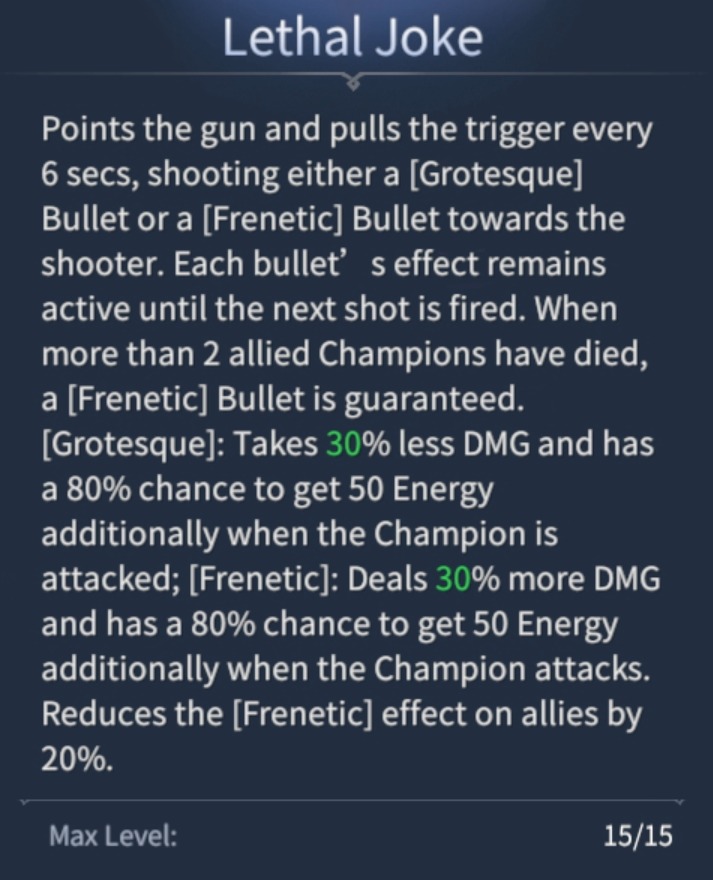 Lethal Joke
Points the gun and pulls the trigger every
6 secs, shooting either a [Grotesque]
Bullet or a [Frenetic] Bullet towards the
shooter. Each bullet’ s effect remains
active until the next shot is fired. When
more than 2 allied Champions have died,
a [Frenetic] Bullet is guaranteed.
[Grotesque]: Takes 30% less DMG and has
a 80% chance to get 50 Energy
additionally when the Champion is
attacked; [Frenetic]: Deals 30% more DMG
and has a 80% chance to get 50 Energy
additionally when the Champion attacks.
Reduces the [Frenetic] effect on allies by
20%.
Max Level: 15/15